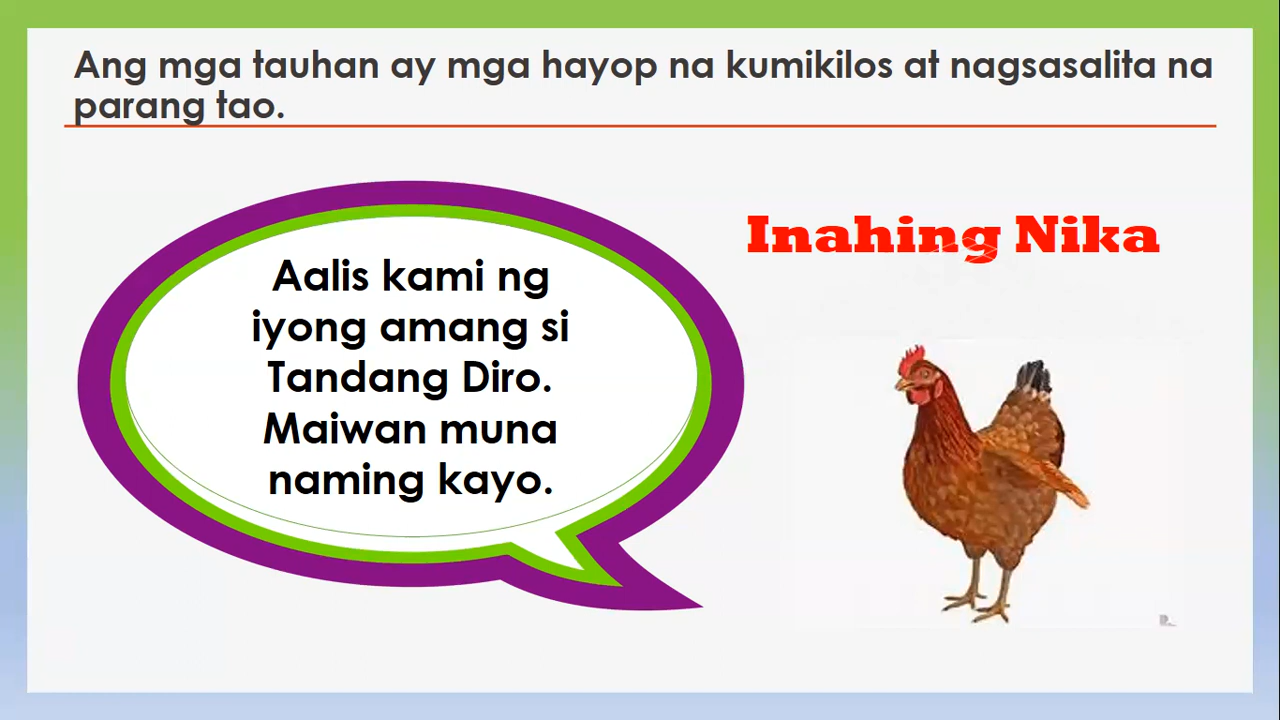 Ang mga tauhan ay mga hayop na kumikilos at nagsasalita na
parang tao.
Inahing Nika
Aalis kami ng
iyong amang si
Tandang Diro.
Maiwan muna
naming kayo.